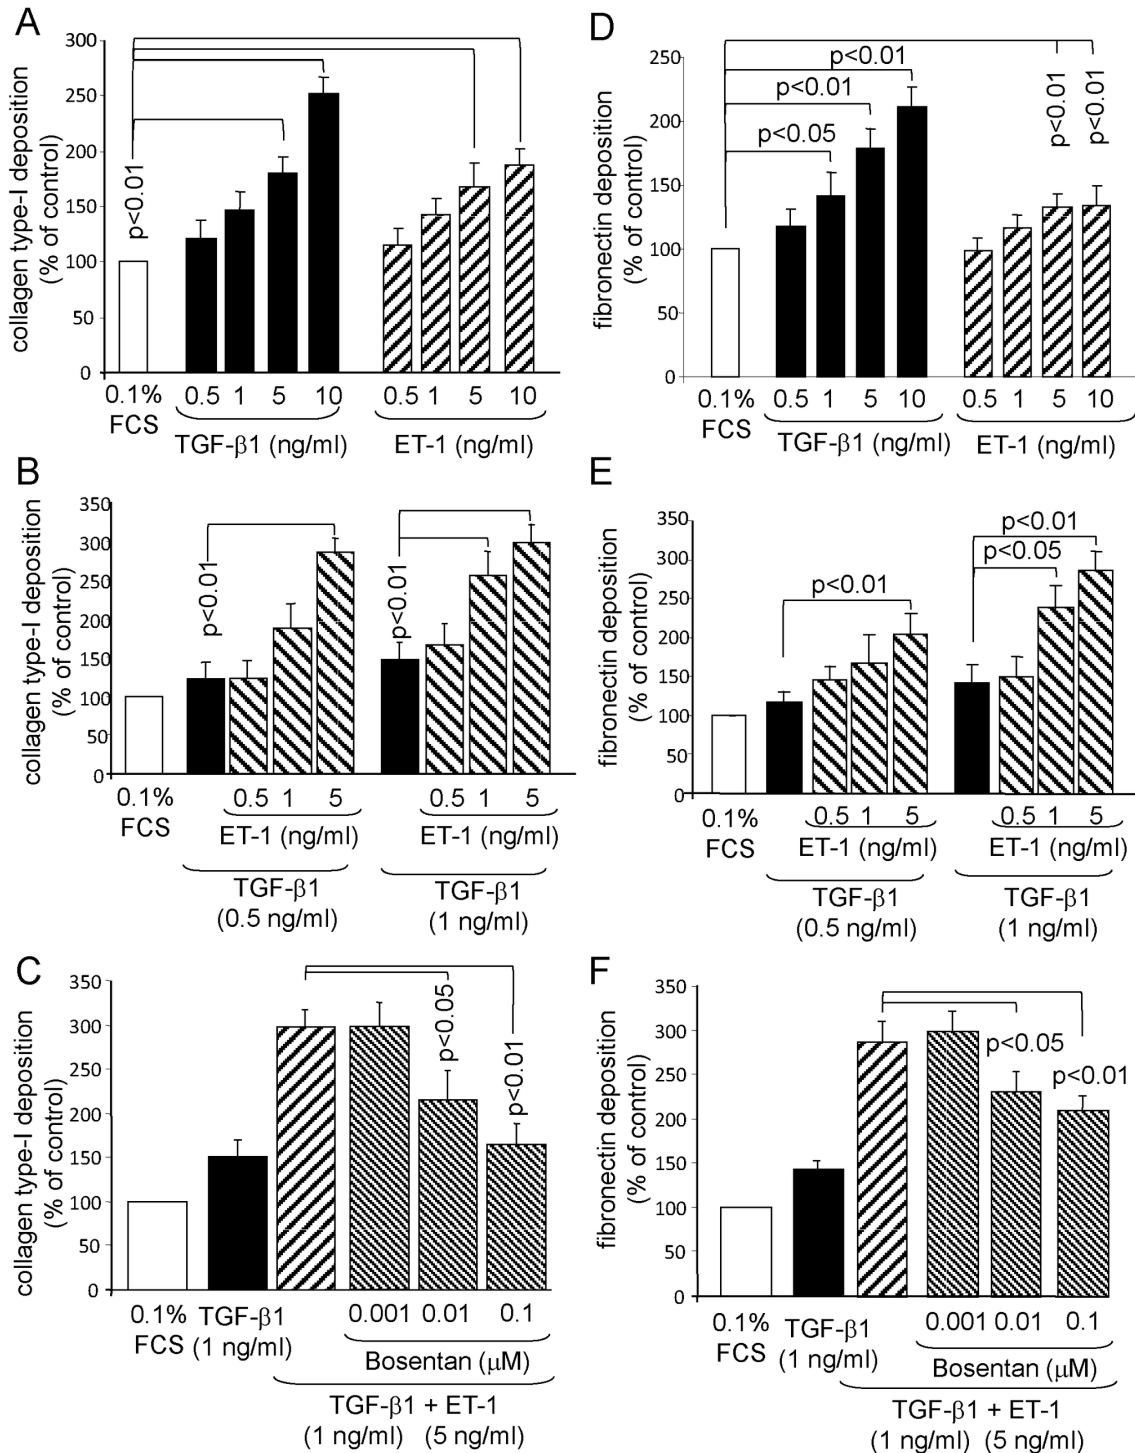 A
collagen type-I deposition
(% of control)
300
250
200
150
100
50
0
p<0.01
0.1%
FCS
0.5 1 5 10
TGF-β1 (ng/ml)
0.5 1 5 10
ET-1 (ng/ml)
D
fibronectin deposition
(% of control)
250
200
150
100
50
0
p<0.05
p<0.01
p<0.01
p<0.01
p<0.01
0.1%
FCS
0.5 1 5 10
TGF-β1 (ng/ml)
0.5 1 5 10
ET-1 (ng/ml)
B
collagen type-I deposition
(% of control)
350
300
250
200
150
100
50
0
p<0.01
p<0.01
0.1%
FCS
0.5 1 5
ET-1 (ng/ml)
TGF-β1
(0.5 ng/ml)
0.5 1 5
ET-1 (ng/ml)
TGF-β1
(1 ng/ml)
E
fibronectin deposition
(% of control)
350
300
250
200
150
100
50
0
p<0.01
p<0.01
p<0.05
0.1%
FCS
0.5 1 5
ET-1 (ng/ml)
TGF-β1
(0.5 ng/ml)
0.5 1 5
ET-1 (ng/ml)
TGF-β1
(1 ng/ml)
C
collagen type-I deposition
(% of control)
350
300
250
200
150
100
50
0
p<0.05
p<0.01
0.1%
FCS
TGF-β1
(1 ng/ml)
0.001 0.01 0.1
Bosentan (μM)
TGF-β1 + ET-1
(1 ng/ml) (5 ng/ml)
F
fibronectin deposition
(% of control)
350
300
250
200
150
100
50
0
p<0.05
p<0.01
0.1%
FCS
TGF-β1
(1 ng/ml)
0.001 0.01 0.1
Bosentan (μM)
TGF-β1 + ET-1
(1 ng/ml) (5 ng/ml)